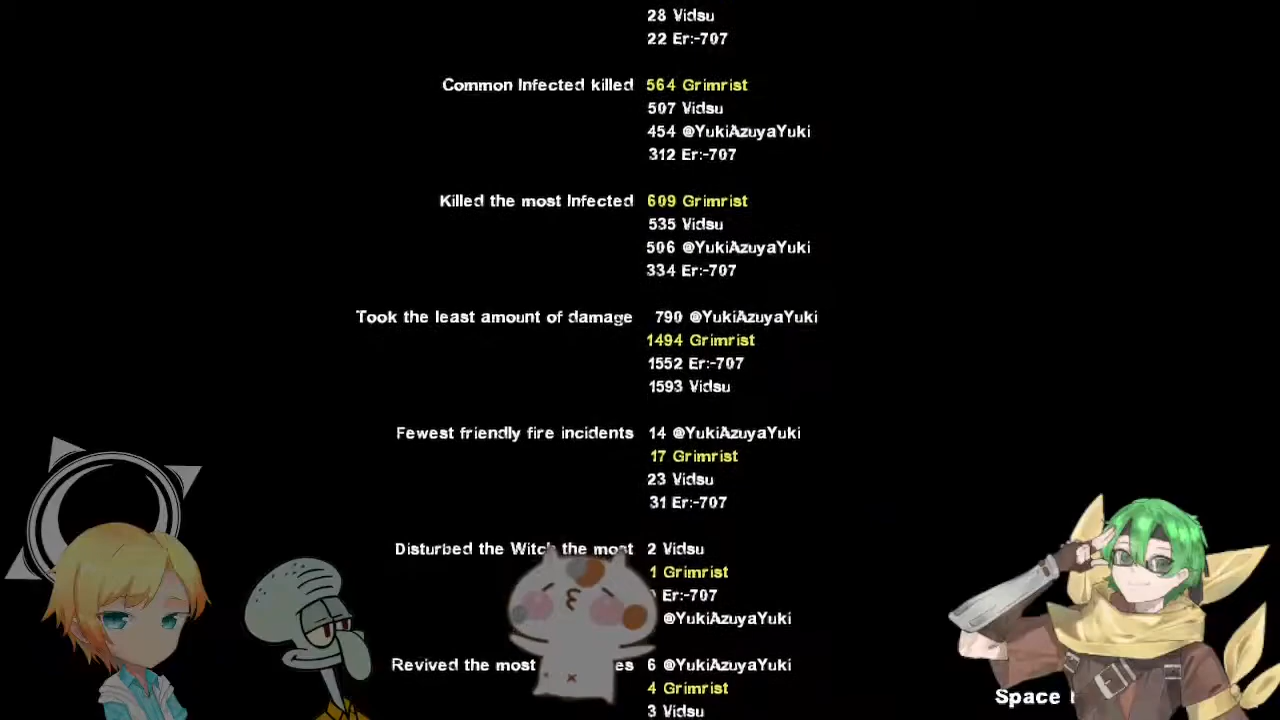 28 Vidsu
22 Er:-707
Common Infected killed 564 Grimrist
507 Vidsu
454 @YukiAzuyaYuki
312 Er:-707
Killed the most Infected 609 Grimrist
535 Vidsu
506 @YukiAzuyaYuki
334 Er:-707
Took the least amount of damage 790 @YukiAzuyaYuki
1494 Grimrist
1552 Er:-707
1593 Vidsu
Fewest friendly fire incidents 14 @YukiAzuyaYuki
17 Grimrist
23 Vidsu
31 Er:-707
Disturbed the Witch the most 2 Vidsu
1 Grimrist
Er:-707
@YukiAzuyaYuki
Revived the most 6 @YukiAzuyaYuki
4 Grimrist
3 Vidsu
Space